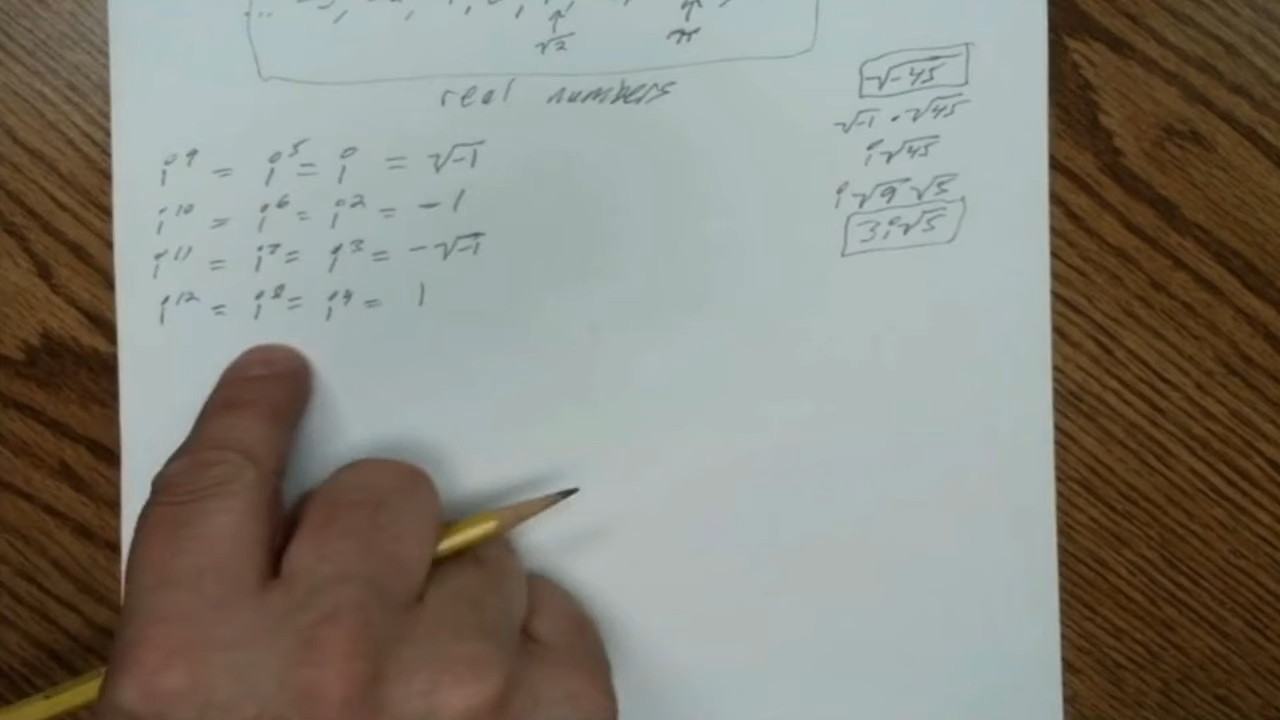 √2 π
real numbers
i⁹ = i⁵ = i = √-1
i¹⁰ = i⁶ = i² = -1
i¹¹ = i⁷ = i³ = -√-1
i¹² = i⁸ = i⁴ = 1
√-45
√-1 · √45
i√45
i√9 √5
3i√5